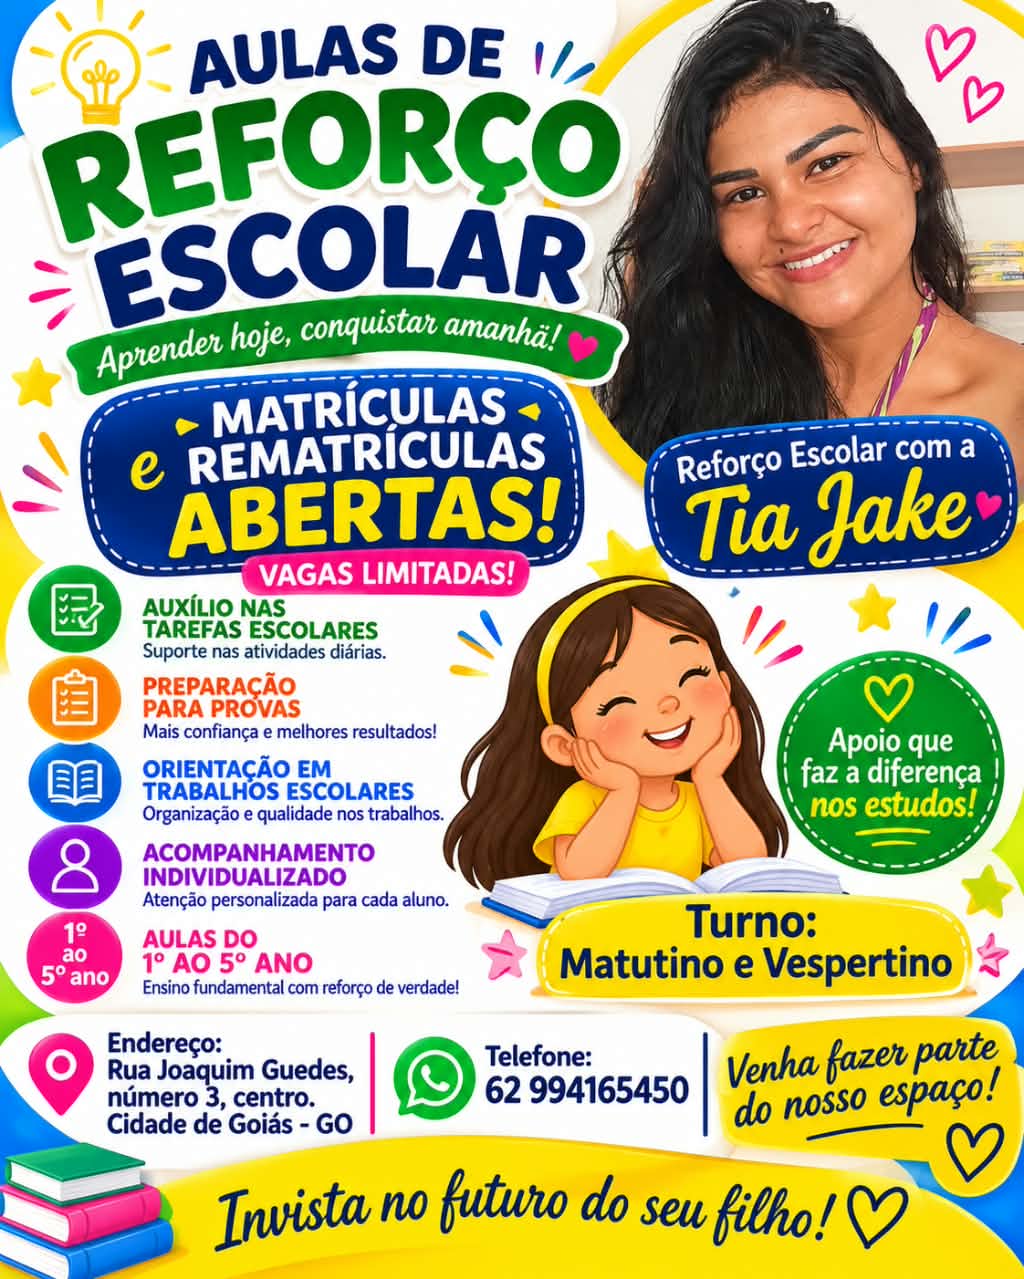 AULAS DE
REFORÇO
ESCOLAR
Aprender hoje, conquistar amanhã!
MATRÍCULAS
e REMATRÍCULAS
ABERTAS!
VAGAS LIMITADAS!
Reforço Escolar com a
Tia Jake
AUXÍLIO NAS
TAREFAS ESCOLARES
Suporte nas atividades diárias.
PREPARAÇÃO
PARA PROVAS
Mais confiança e melhores resultados!
ORIENTAÇÃO EM
TRABALHOS ESCOLARES
Organização e qualidade nos trabalhos.
ACOMPANHAMENTO
INDIVIDUALIZADO
Atenção personalizada para cada aluno.
1º
ao
5º ano
AULAS DO
1º AO 5º ANO
Ensino fundamental com reforço de verdade!
Apoio que
faz a diferença
nos estudos!
Turno:
Matutino e Vespertino
Endereço:
Rua Joaquim Guedes,
número 3, centro.
Cidade de Goiás - GO
Telefone:
62 994165450
Venha fazer parte
do nosso espaço!
Invista no futuro do seu filho!